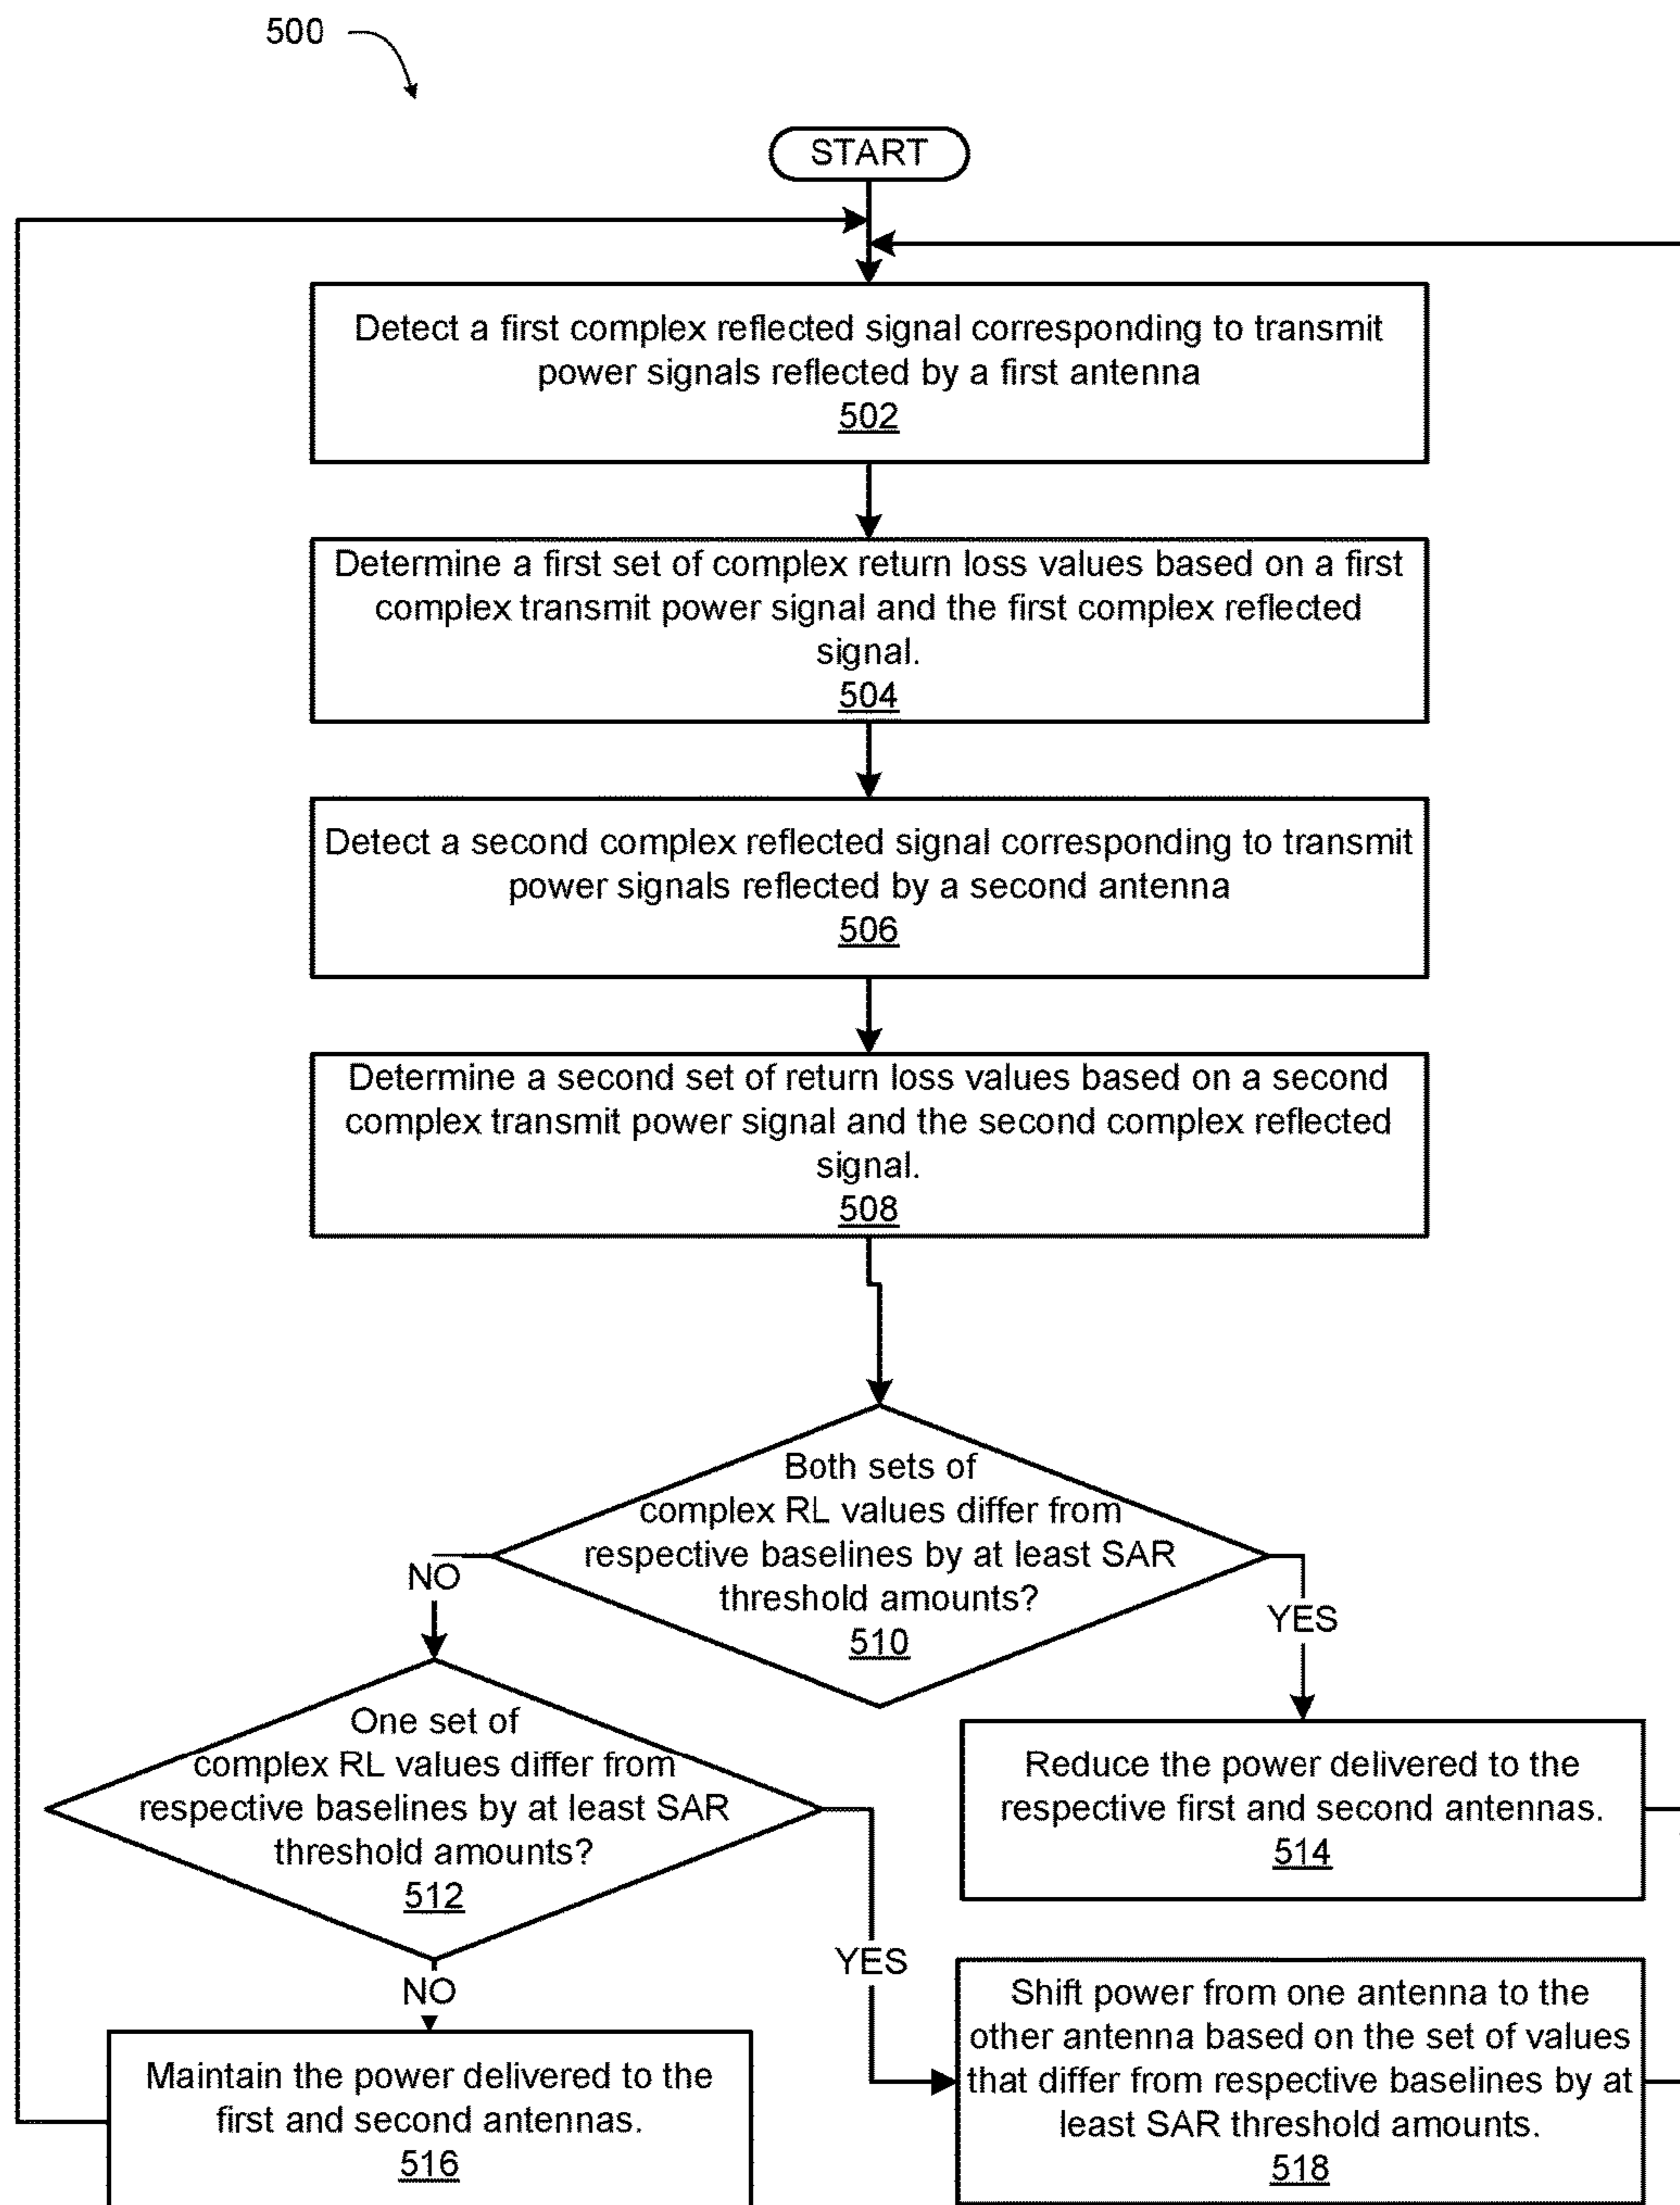 500
START
Detect a first complex reflected signal corresponding to transmit
power signals reflected by a first antenna
502
Determine a first set of complex return loss values based on a first
complex transmit power signal and the first complex reflected
signal.
504
Detect a second complex reflected signal corresponding to transmit
power signals reflected by a second antenna
506
Determine a second set of return loss values based on a second
complex transmit power signal and the second complex reflected
signal.
508
Both sets of
complex RL values differ from
respective baselines by at least SAR
threshold amounts?
510
NO
YES
One set of
complex RL values differ from
respective baselines by at least SAR
threshold amounts?
512
Reduce the power delivered to the
respective first and second antennas.
514
YES
NO
Maintain the power delivered to the
first and second antennas.
516
Shift power from one antenna to the
other antenna based on the set of values
that differ from respective baselines by at
least SAR threshold amounts.
518